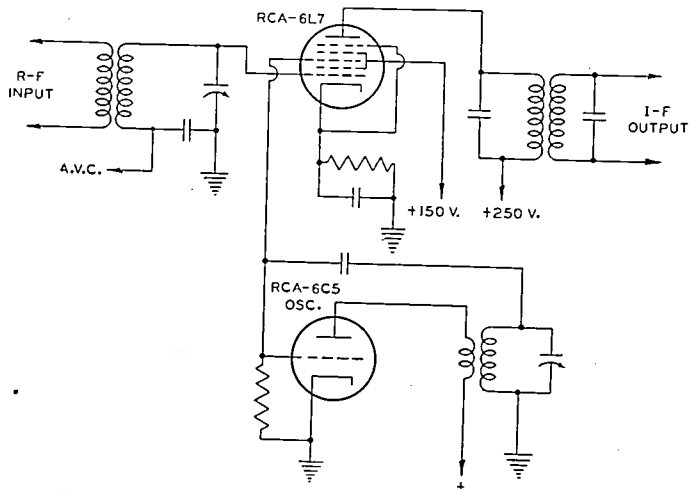 RCA-6L7
R-F
INPUT
I-F
OUTPUT
A.V.C.
+150 V.
+250 V.
RCA-6C5
OSC.
+